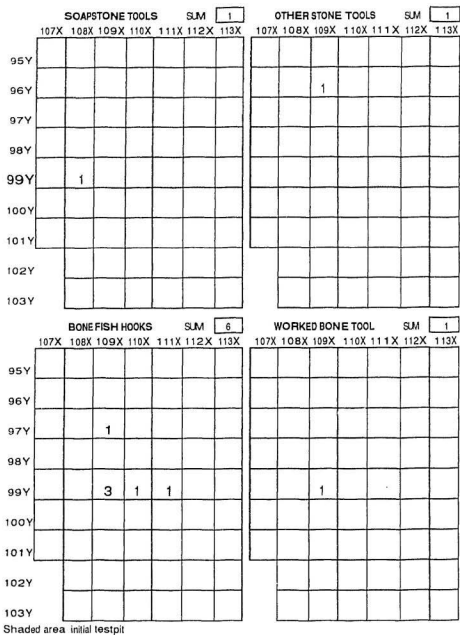 SOAPSTONE TOOLS SUM 1
107X 108X 109X 110X 111X 112X 113X
95Y
96Y
97Y
98Y
99Y 1
100Y
101Y
102Y
103Y
OTHER STONE TOOLS SUM 1
107X 108X 109X 110X 111X 112X 113X
1
BONE FISH HOOKS SUM 6
107X 108X 109X 110X 111X 112X 113X
95Y
96Y
97Y 1
98Y
99Y 3 1 1
100Y
101Y
102Y
103Y
WORKED BONE TOOL SUM 1
107X 108X 109X 110X 111X 112X 113X
1
Shaded area initial testpit